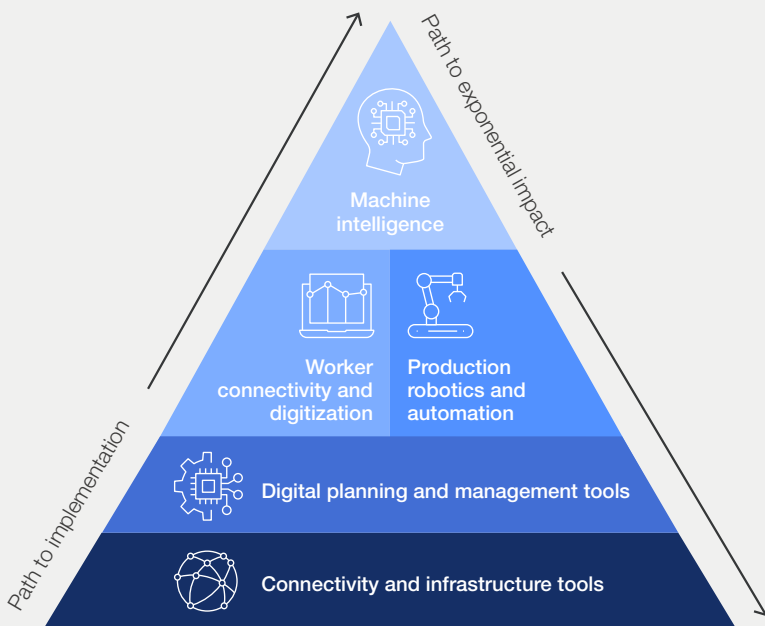 Path to exponential impact
Machine
intelligence
Worker
connectivity and
digitization
Production
robotics and
automation
Path to implementation
Digital planning and management tools
Connectivity and infrastructure tools